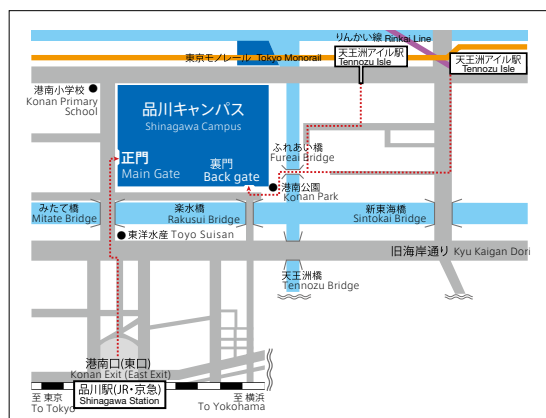 りんかい線 Rinkai Line
東京モノレール Tokyo Monorail
天王洲アイル駅
Tennozu Isle
天王洲アイル駅
Tennozu Isle
港南小学校
Konan Primary
School
品川キャンパス
Shinagawa Campus
正門
Main Gate
裏門
Back gate
ふれあい橋
Fureai Bridge
港南公園
Konan Park
みたて橋
Mitate Bridge
楽水橋
Rakusui Bridge
新東海橋
Sintokai Bridge
東洋水産 Toyo Suisan
旧海岸通り Kyu Kaigan Dori
天王洲橋
Tennozu Bridge
港南口(東口)
Konan Exit (East Exit)
品川駅(JR・京急)
Shinagawa Station
至 東京
To Tokyo
至 横浜
To Yokohama